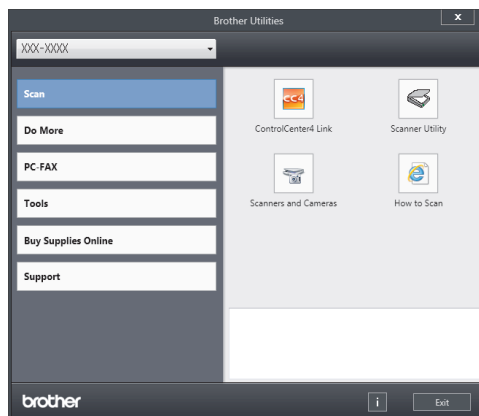 Brother Utilities
x
XXX-XXXX
Scan
Do More
PC-FAX
Tools
Buy Supplies Online
Support
CC4
ControlCenter4 Link
Scanner Utility
Scanners and Cameras
How to Scan
brother
i
Exit